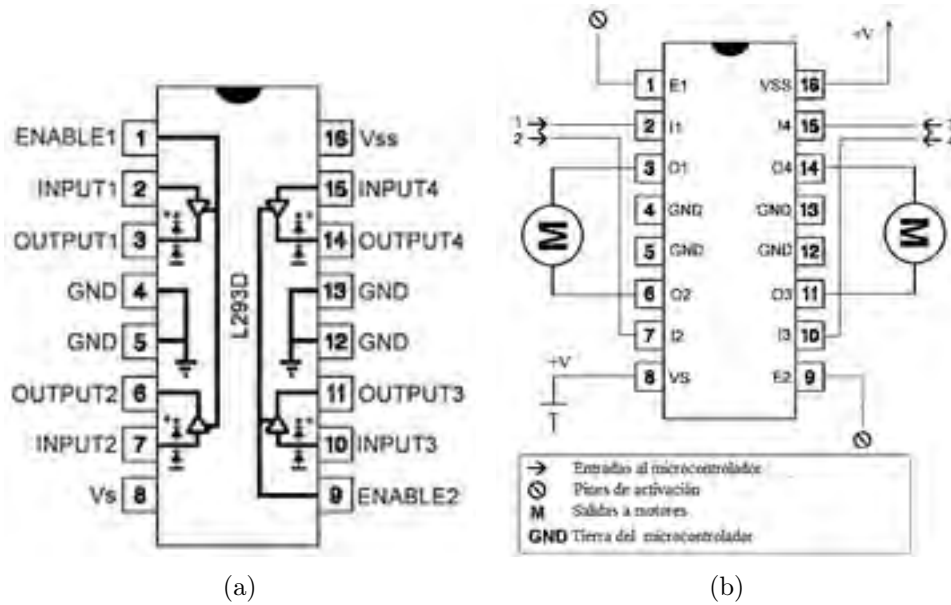 ENABLE1 1 16 Vss
INPUT1 2 15 INPUT4
OUTPUT1 3 14 OUTPUT4
GND 4 13 GND
L293D
GND 5 12 GND
OUTPUT2 6 11 OUTPUT3
INPUT2 7 10 INPUT3
Vs 8 9 ENABLE2
(a)
+V
1 E1 VSS 16
1
2
2 I1 I4 15
3 O1 O4 14
4 GND GND 13
M
M
5 GND GND 12
6 O2 O3 11
7 I2 I3 10
+V
8 VS E2 9
Entradas al microcontrolador
Pines de activación
M Salidas a motores
GND Tierra del microcontrolador
(b)